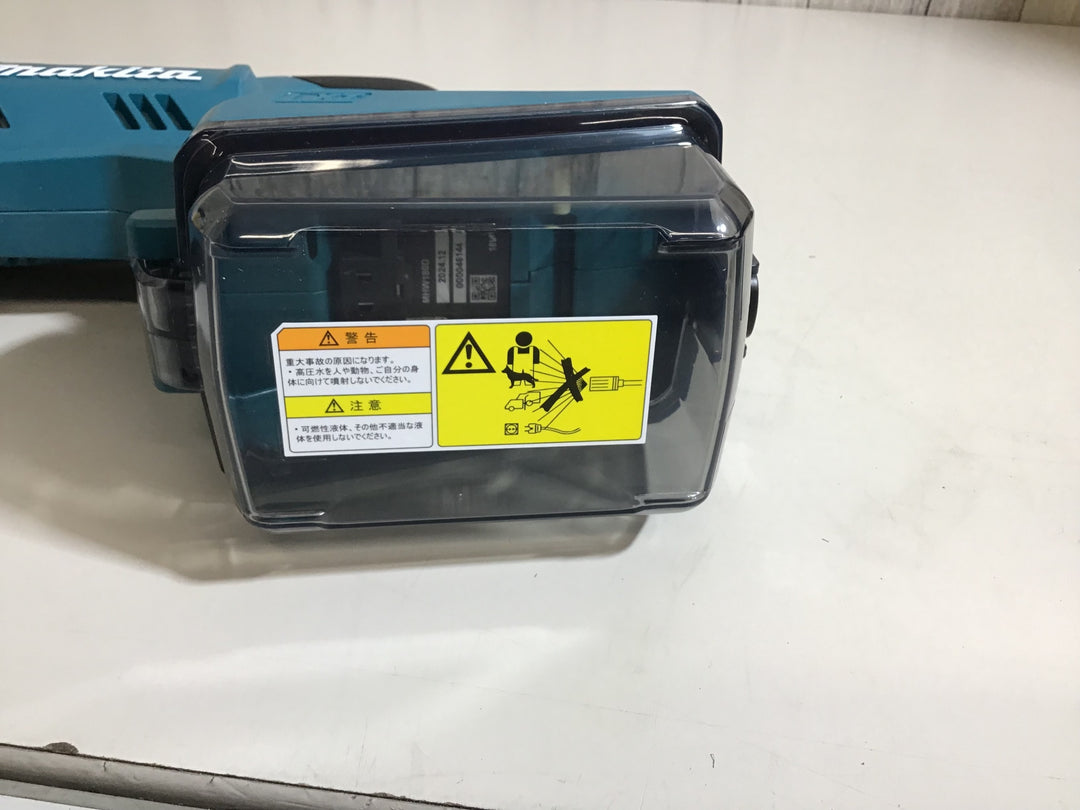 makita
MHW180D
2024.12
000046144
警告
重大事故の原因になります。
・高圧水を人や動物、ご自分の身
体に向けて噴射しないでください。
注意
・可燃性液体、その他不適当な液
体を使用しないでください。